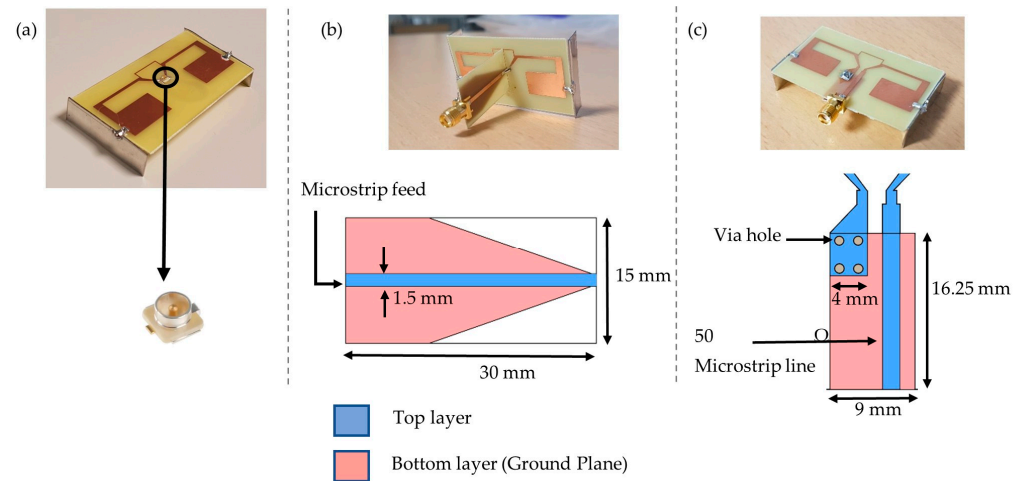 (a)
(b)
(c)
Microstrip feed
1.5 mm
15 mm
30 mm
Via hole
4 mm
16.25 mm
50
O
Microstrip line
9 mm
Top layer
Bottom layer (Ground Plane)